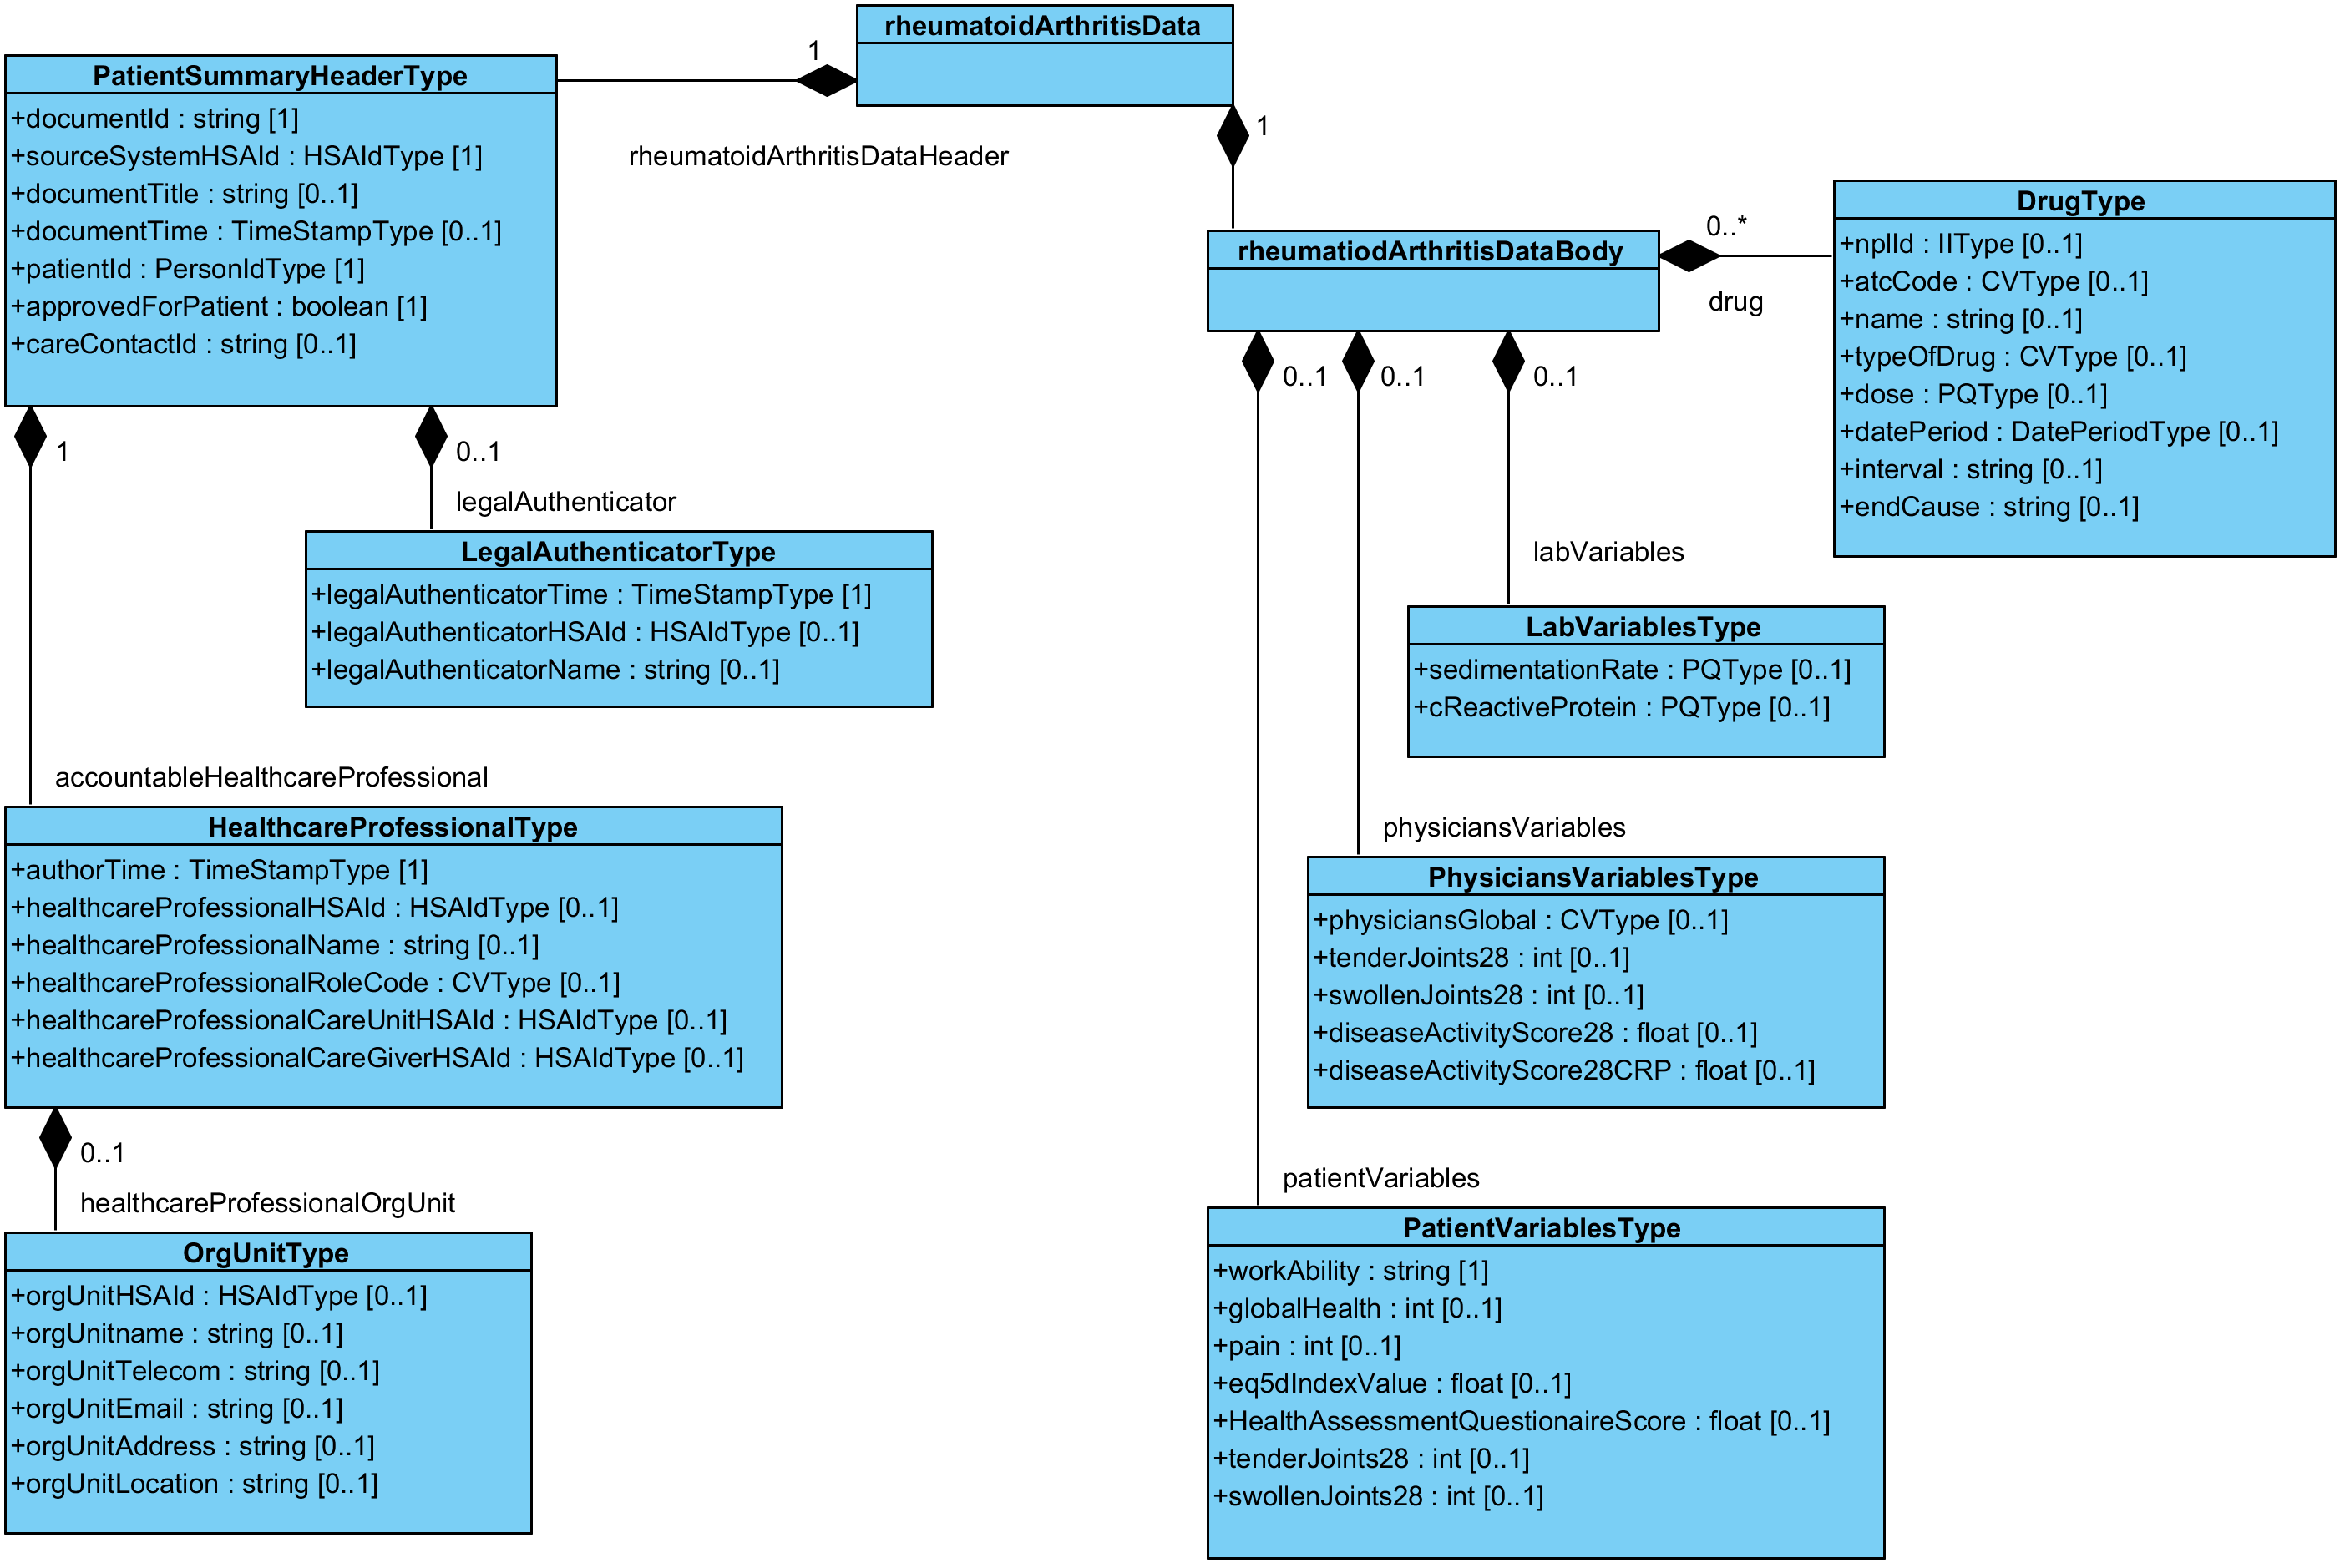 rheumatoidArthritisData
1
PatientSummaryHeaderType
+documentId : string [1]
+sourceSystemHSAId : HSAIdType [1]
+documentTitle : string [0..1]
+documentTime : TimeStampType [0..1]
+patientId : PersonIdType [1]
+approvedForPatient : boolean [1]
+careContactId : string [0..1]
rheumatoidArthritisDataHeader
1
rheumatiodArthritisDataBody
0..*
drug
DrugType
+nplId : IIType [0..1]
+atcCode : CVType [0..1]
+name : string [0..1]
+typeOfDrug : CVType [0..1]
+dose : PQType [0..1]
+datePeriod : DatePeriodType [0..1]
+interval : string [0..1]
+endCause : string [0..1]
0..1
0..1
0..1
1
0..1
legalAuthenticator
LegalAuthenticatorType
+legalAuthenticatorTime : TimeStampType [1]
+legalAuthenticatorHSAId : HSAIdType [0..1]
+legalAuthenticatorName : string [0..1]
labVariables
LabVariablesType
+sedimentationRate : PQType [0..1]
+cReactiveProtein : PQType [0..1]
accountableHealthcareProfessional
HealthcareProfessionalType
+authorTime : TimeStampType [1]
+healthcareProfessionalHSAId : HSAIdType [0..1]
+healthcareProfessionalName : string [0..1]
+healthcareProfessionalRoleCode : CVType [0..1]
+healthcareProfessionalCareUnitHSAId : HSAIdType [0..1]
+healthcareProfessionalCareGiverHSAId : HSAIdType [0..1]
physiciansVariables
PhysiciansVariablesType
+physiciansGlobal : CVType [0..1]
+tenderJoints28 : int [0..1]
+swollenJoints28 : int [0..1]
+diseaseActivityScore28 : float [0..1]
+diseaseActivityScore28CRP : float [0..1]
0..1
healthcareProfessionalOrgUnit
OrgUnitType
+orgUnitHSAId : HSAIdType [0..1]
+orgUnitname : string [0..1]
+orgUnitTelecom : string [0..1]
+orgUnitEmail : string [0..1]
+orgUnitAddress : string [0..1]
+orgUnitLocation : string [0..1]
patientVariables
PatientVariablesType
+workAbility : string [1]
+globalHealth : int [0..1]
+pain : int [0..1]
+eq5dIndexValue : float [0..1]
+HealthAssessmentQuestionaireScore : float [0..1]
+tenderJoints28 : int [0..1]
+swollenJoints28 : int [0..1]